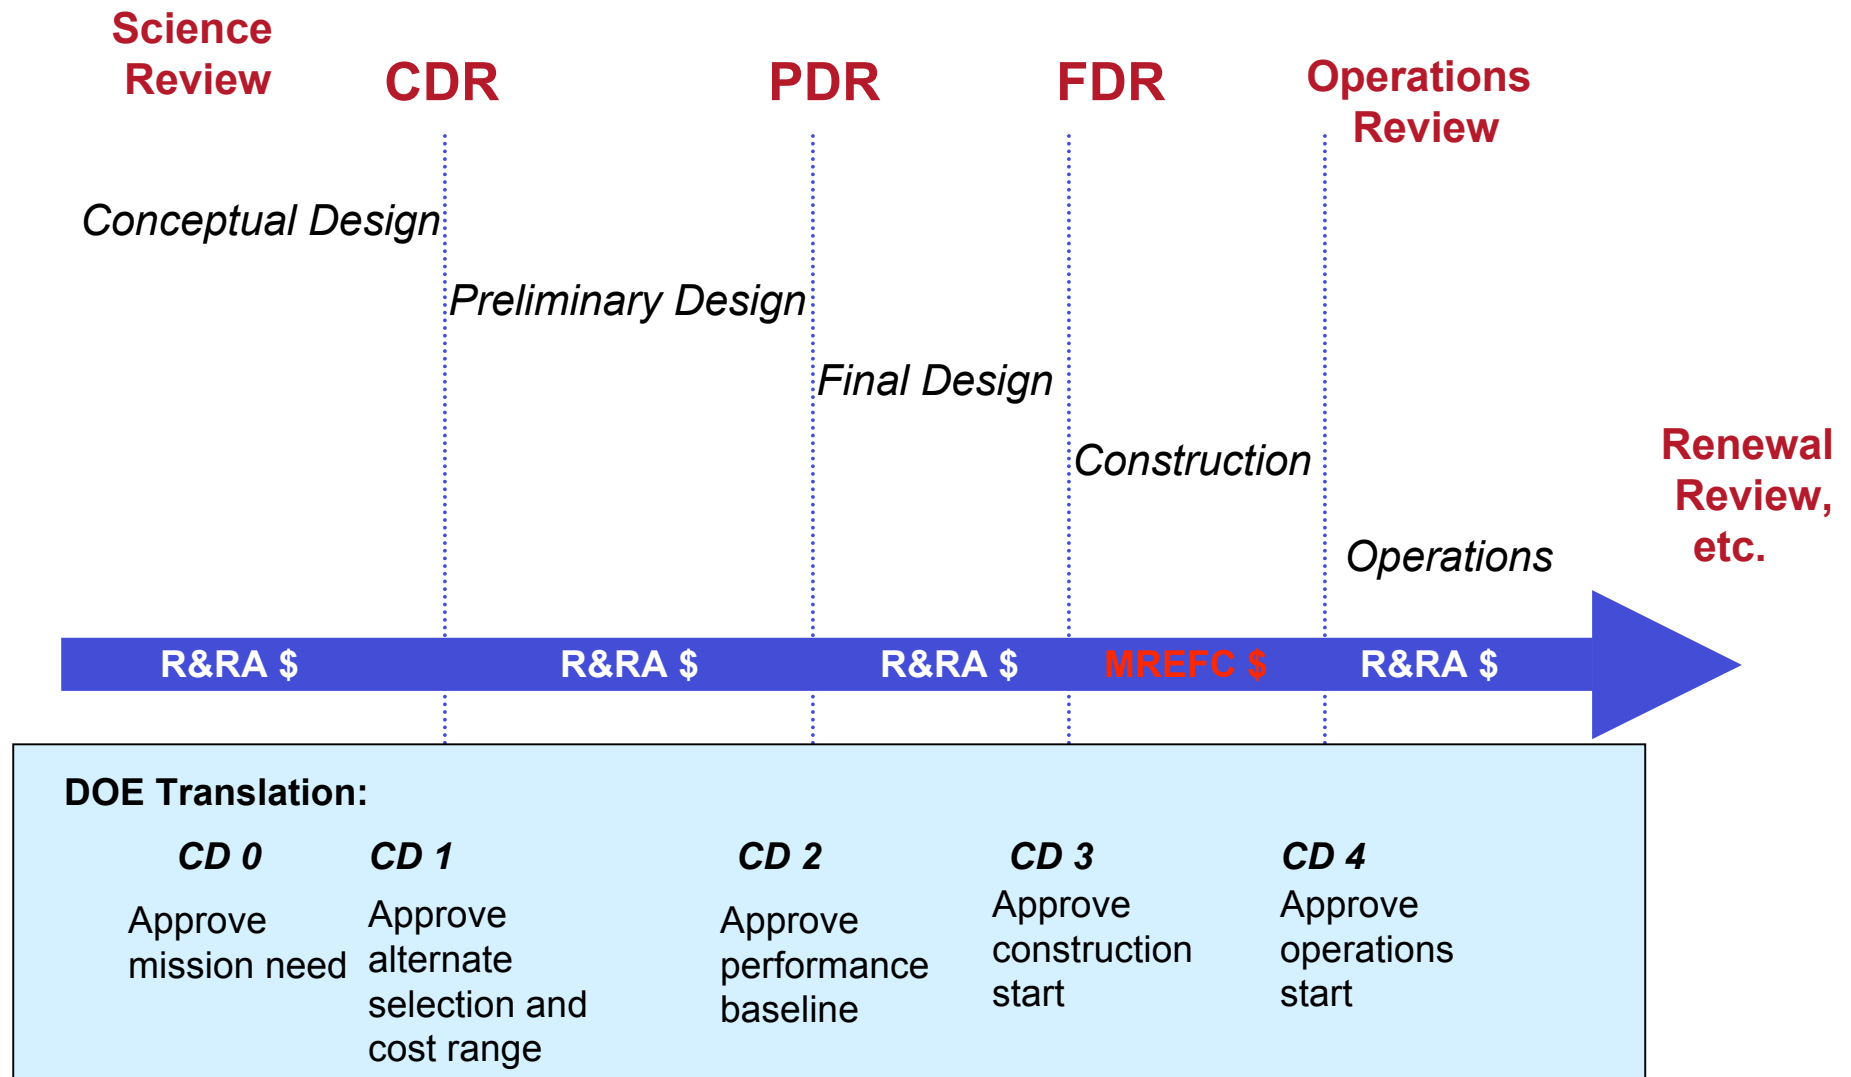 Science
Review
CDR
PDR
FDR
Operations
Review
Conceptual Design
Preliminary Design
Final Design
Construction
Operations
Renewal
Review,
etc.
R&RA $ R&RA $ R&RA $ MREFC $ R&RA $
DOE Translation:
CD 0
Approve
mission need
CD 1
Approve
alternate
selection and
cost range
CD 2
Approve
performance
baseline
CD 3
Approve
construction
start
CD 4
Approve
operations
start